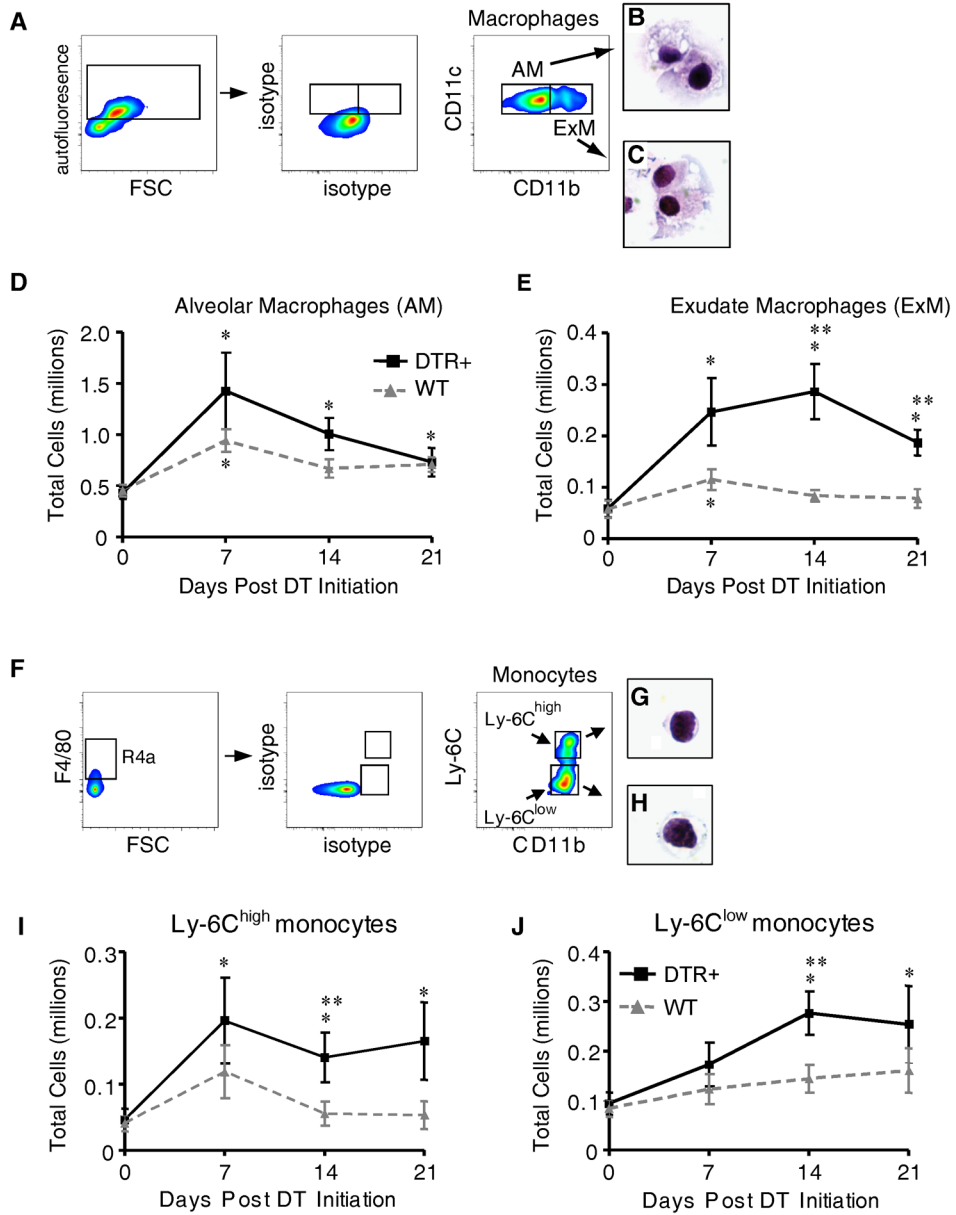 A
autofluoresence
FSC
isotype
isotype
Macrophages
CD11c
AM
ExM
CD11b
B
C
D
Alveolar Macrophages (AM)
Total Cells (millions)
2.0
1.5
1.0
0.5
0
*
*
*
*
DTR+
WT
0 7 14 21
Days Post DT Initiation
E
Exudate Macrophages (ExM)
Total Cells (millions)
0.4
0.3
0.2
0.1
0
*
**
*
**
*
*
0 7 14 21
Days Post DT Initiation
F
F4/80
R4a
FSC
isotype
isotype
Monocytes
Ly-6C
Ly-6Chigh
Ly-6Clow
CD11b
G
H
I
Ly-6Chigh monocytes
Total Cells (millions)
0.3
0.2
0.1
0
*
**
*
*
0 7 14 21
Days Post DT Initiation
J
Ly-6Clow monocytes
Total Cells (millions)
0.4
0.3
0.2
0.1
0
DTR+
WT
**
*
*
0 7 14 21
Days Post DT Initiation